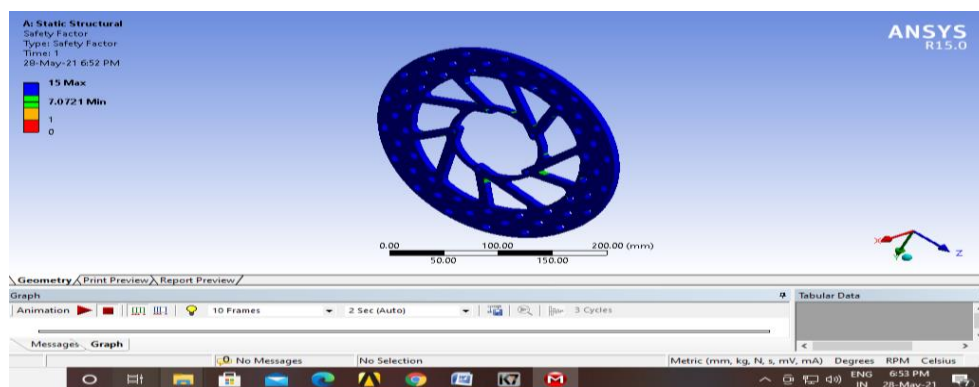 A: Static Structural
Safety Factor
Type: Safety Factor
Time: 1
28-May-21 6:52 PM
15 Max
7.0721 Min
1
0
ANSYS
R15.0
0.00 100.00 200.00 (mm)
50.00 150.00
X
Z
Geometry Print Preview Report Preview
Graph
Tabular Data
Animation 10 Frames 2 Sec (Auto) 3 Cycles
Messages Graph
No Messages No Selection Metric (mm, kg, N, s, mV, mA) Degrees RPM Celsius
ENG 6:53 PM
IN 28-May-21